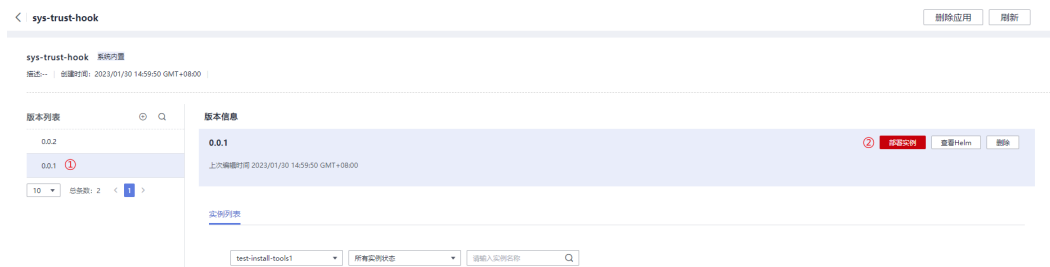 sys-trust-hook
删除应用 刷新
sys-trust-hook 系统内置
描述:-- 创建时间: 2023/01/30 14:59:50 GMT+08:00
版本列表
0.0.2
0.0.1 ①
10 总条数: 2 < 1 >
版本信息
0.0.1
② 部署实例 查看Helm 删除
上次编辑时间 2023/01/30 14:59:50 GMT+08:00
实例列表
test-install-tools1 所有实例状态 请输入实例名称